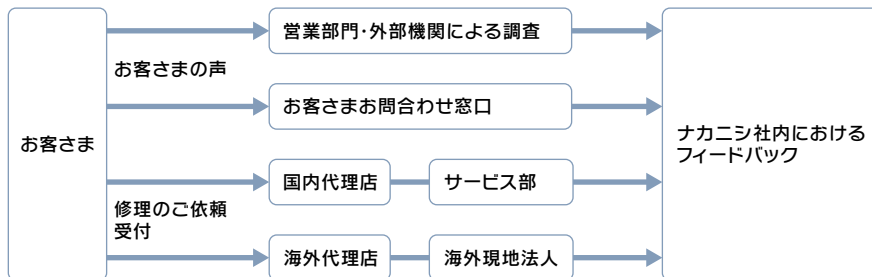 営業部門・外部機関による調査
お客さまの声
お客さまお問合わせ窓口
お客さま
ナカニシ社内における
フィードバック
国内代理店
サービス部
修理のご依頼
受付
海外代理店
海外現地法人